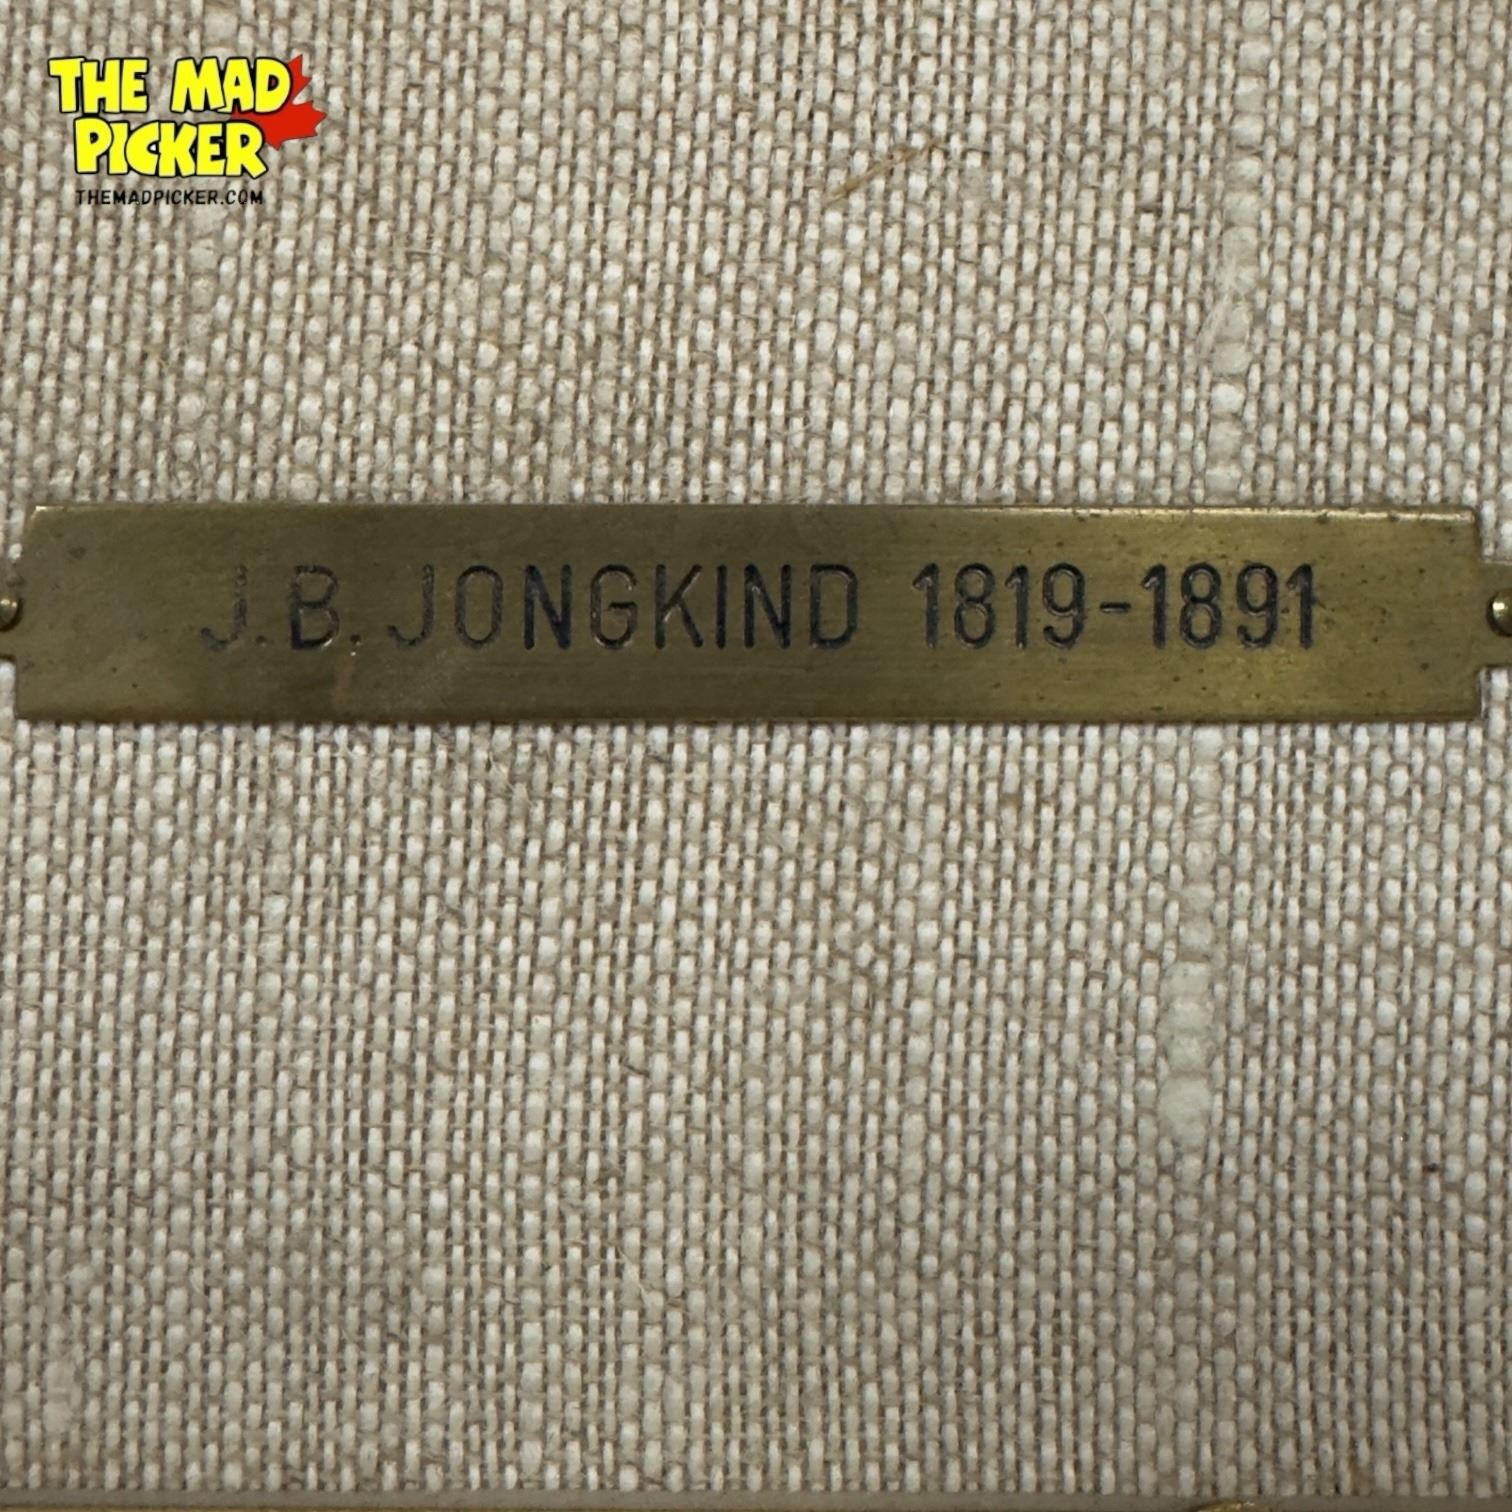 THE MAD
PICKER
THEMADPICKER.COM
J.B. JONGKIND 1819-1891